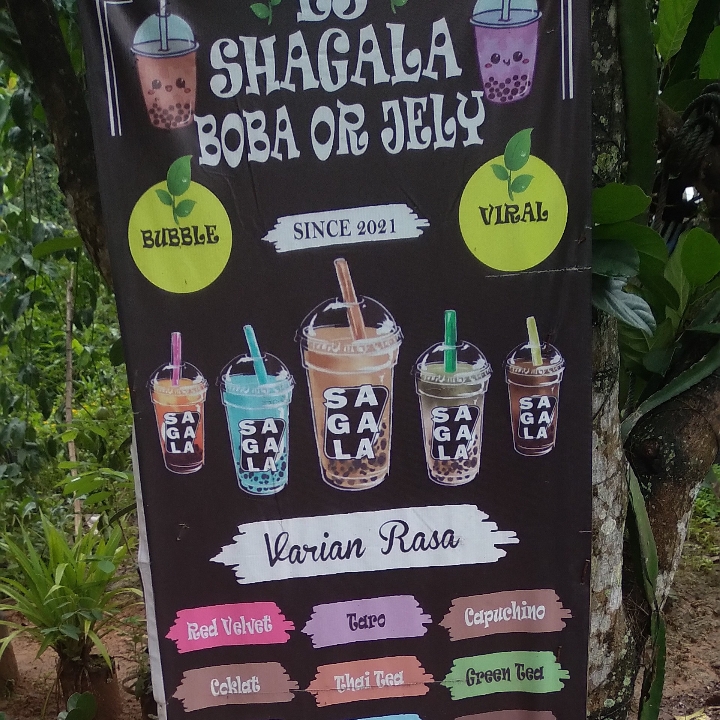 ES
SHAGALA
BOBA OR JELY
BUBBLE
VIRAL
SINCE 2021
SA
GA
LA
SA
GA
LA
SA
GA
LA
SA
GA
LA
SA
GA
LA
Varian Rasa
Red Velvet
Taro
Capuchino
Coklat
Thai Tea
Green Tea